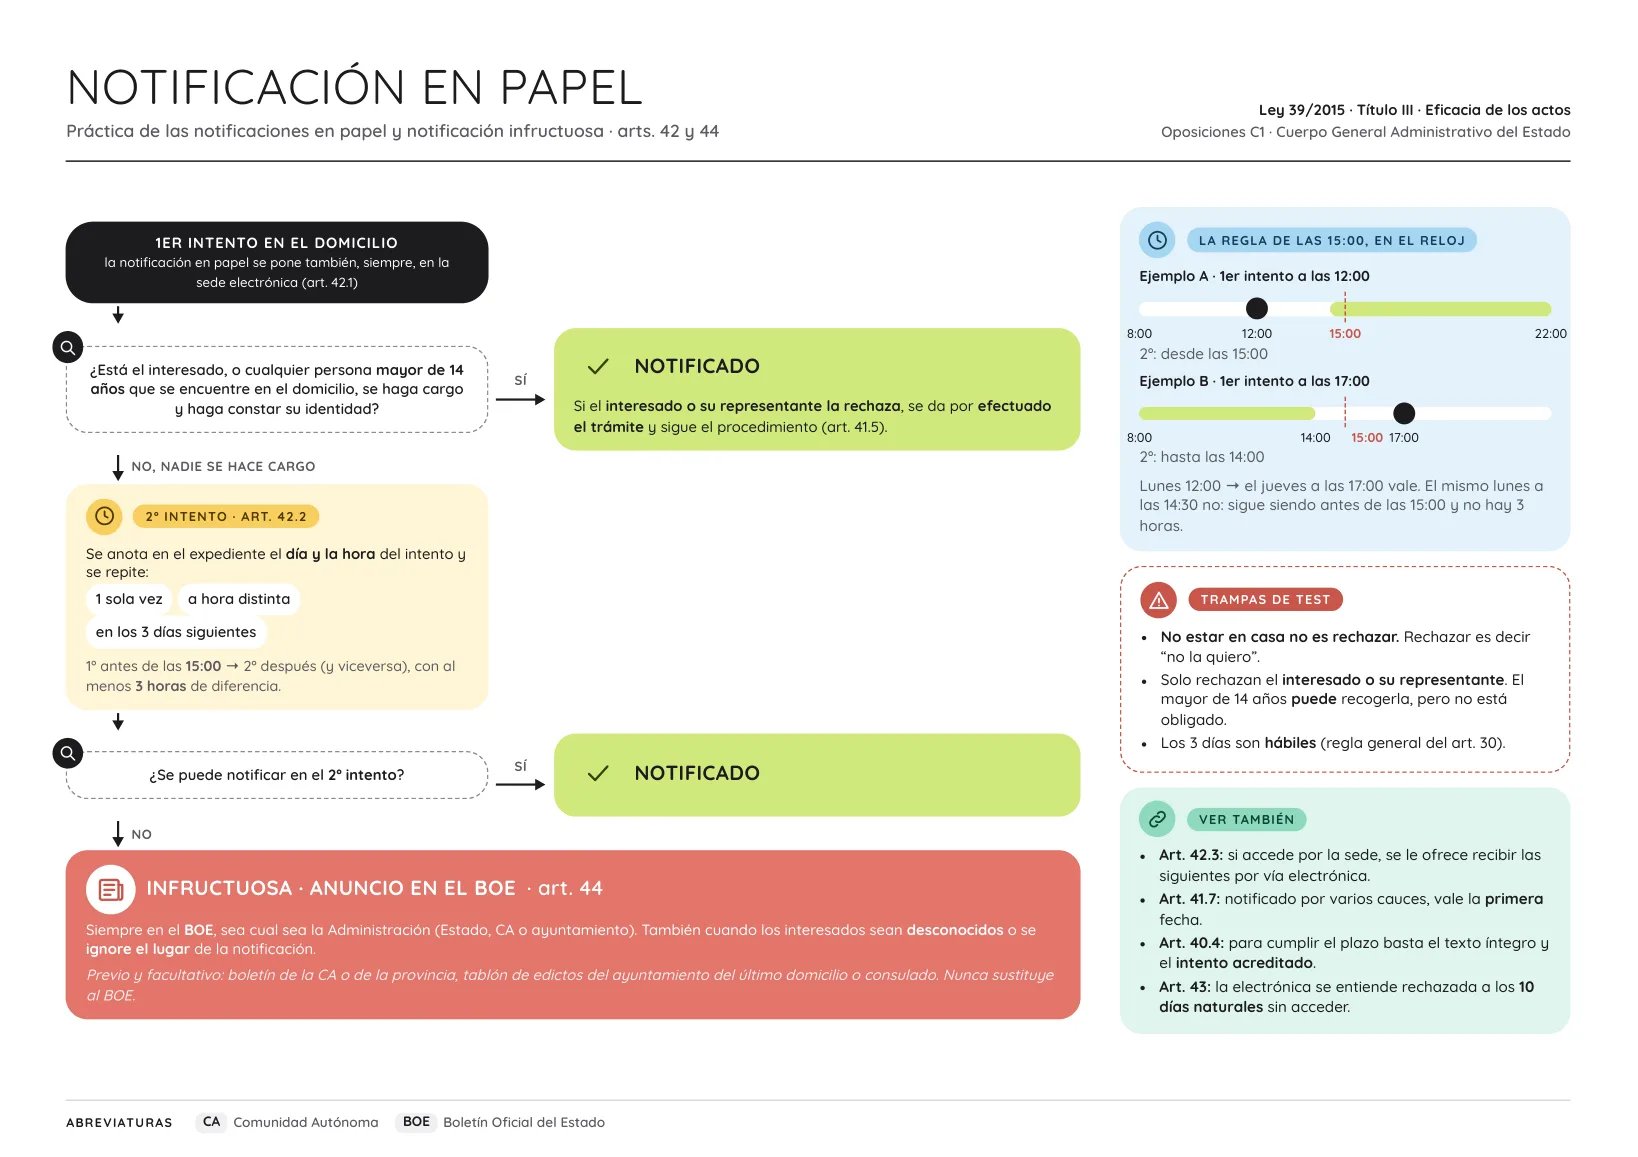 NOTIFICACIÓN EN PAPEL
Práctica de las notificaciones en papel y notificación infructuosa · arts. 42 y 44
Ley 39/2015 · Título III · Eficacia de los actos
Oposiciones C1 · Cuerpo General Administrativo del Estado
1ER INTENTO EN EL DOMICILIO
la notificación en papel se pone también, siempre, en la
sede electrónica (art. 42.1)
¿Está el interesado, o cualquier persona mayor de 14
años que se encuentre en el domicilio, se haga cargo
y haga constar su identidad?
SÍ
NOTIFICADO
Si el interesado o su representante la rechaza, se da por efectuado
el trámite y sigue el procedimiento (art. 41.5).
NO, NADIE SE HACE CARGO
2º INTENTO · ART. 42.2
Se anota en el expediente el día y la hora del intento y
se repite:
1 sola vez
a hora distinta
en los 3 días siguientes
1º antes de las 15:00 → 2º después (y viceversa), con al
menos 3 horas de diferencia.
¿Se puede notificar en el 2º intento?
SÍ
NOTIFICADO
NO
INFRUCTUOSA · ANUNCIO EN EL BOE · art. 44
Siempre en el BOE, sea cual sea la Administración (Estado, CA o ayuntamiento). También cuando los interesados sean desconocidos o se
ignore el lugar de la notificación.
Previo y facultativo: boletín de la CA o de la provincia, tablón de edictos del ayuntamiento del último domicilio o consulado. Nunca sustituye
al BOE.
LA REGLA DE LAS 15:00, EN EL RELOJ
Ejemplo A · 1er intento a las 12:00
8:00 12:00 15:00 22:00
2º: desde las 15:00
Ejemplo B · 1er intento a las 17:00
8:00 14:00 15:00 17:00
2º: hasta las 14:00
Lunes 12:00 → el jueves a las 17:00 vale. El mismo lunes a
las 14:30 no: sigue siendo antes de las 15:00 y no hay 3
horas.
TRAMPAS DE TEST
• No estar en casa no es rechazar. Rechazar es decir
“no la quiero”.
• Solo rechazan el interesado o su representante. El
mayor de 14 años puede recogerla, pero no está
obligado.
• Los 3 días son hábiles (regla general del art. 30).
VER TAMBIÉN
• Art. 42.3: si accede por la sede, se le ofrece recibir las
siguientes por vía electrónica.
• Art. 41.7: notificado por varios cauces, vale la primera
fecha.
• Art. 40.4: para cumplir el plazo basta el texto íntegro y
el intento acreditado.
• Art. 43: la electrónica se entiende rechazada a los 10
días naturales sin acceder.
ABREVIATURAS CA Comunidad Autónoma BOE Boletín Oficial del Estado